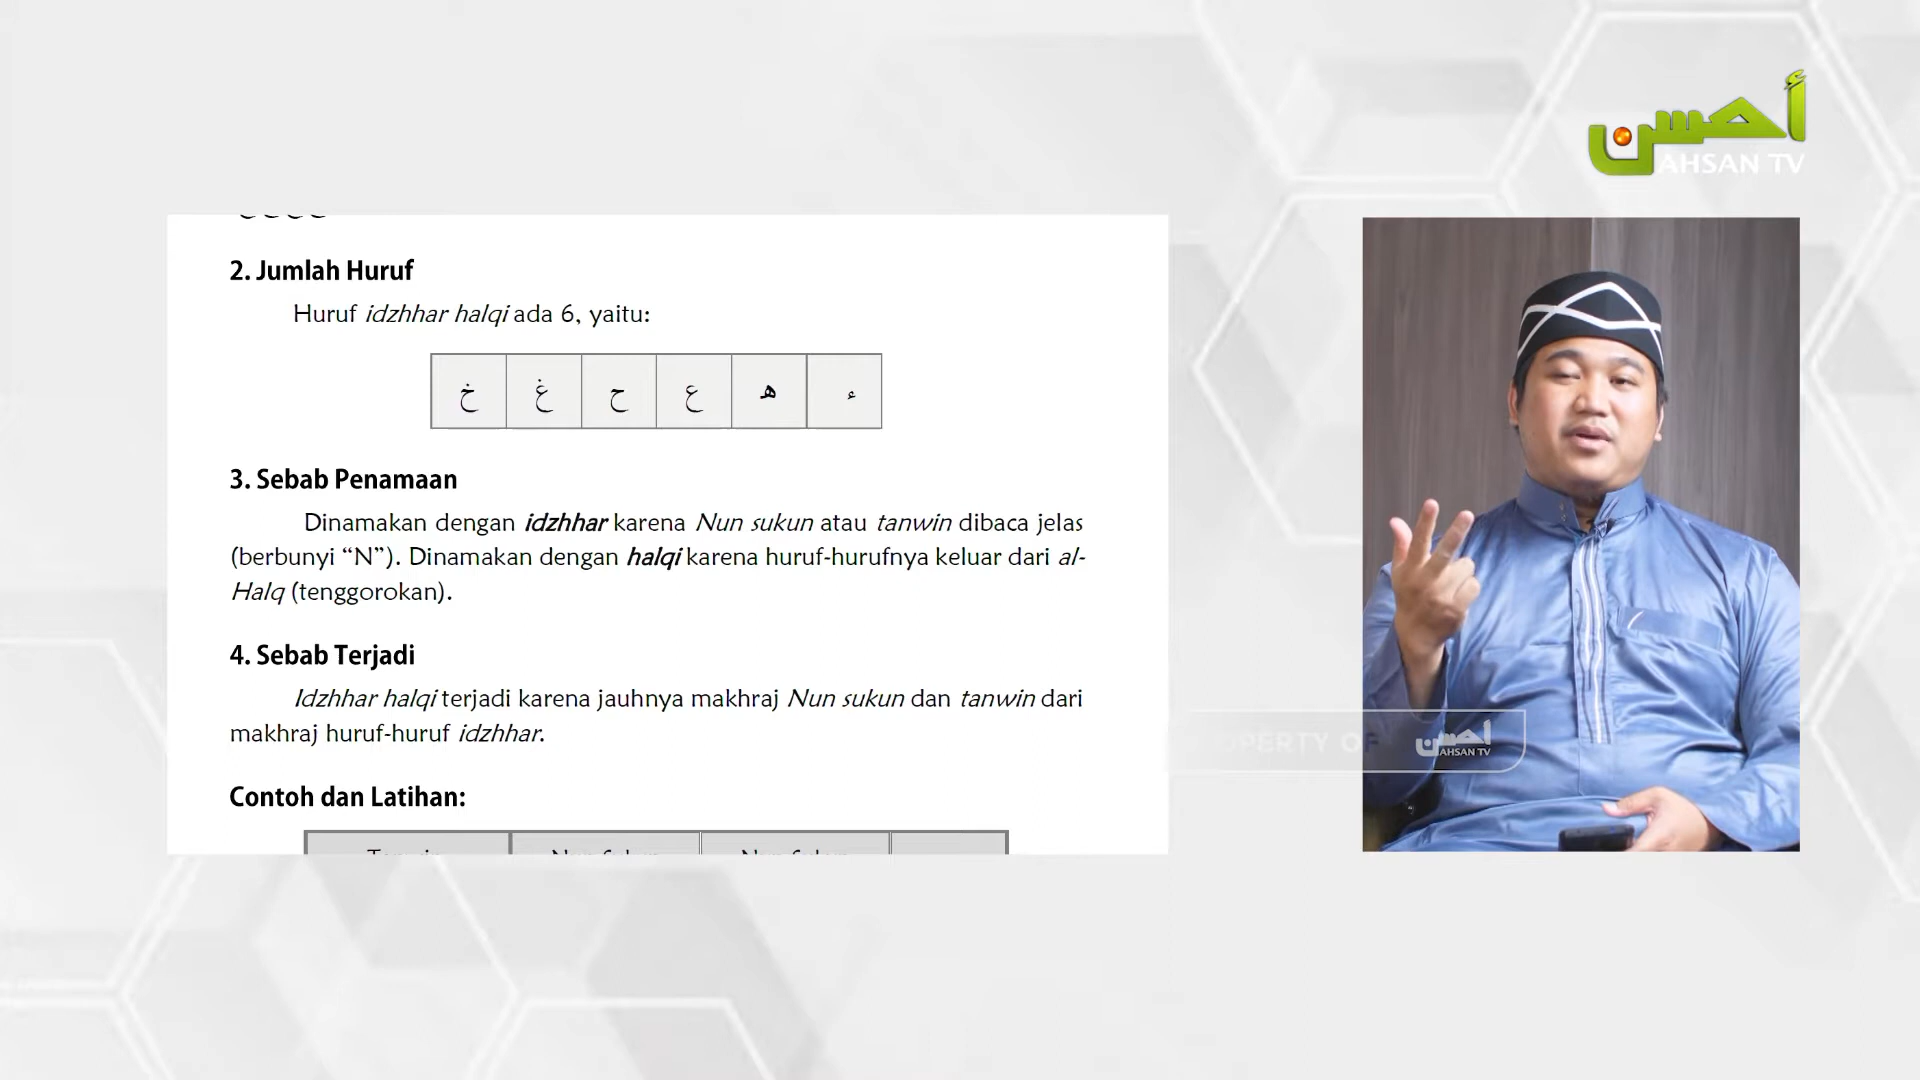 أحسن
AHSAN TV
2. Jumlah Huruf
Huruf idzhhar halqi ada 6, yaitu:
ء ه ع ح غ خ
3. Sebab Penamaan
Dinamakan dengan idzhhar karena Nun sukun atau tanwin dibaca jelas
(berbunyi “N”). Dinamakan dengan halqi karena huruf-hurufnya keluar dari al-
Halq (tenggorokan).
4. Sebab Terjadi
Idzhhar halqi terjadi karena jauhnya makhraj Nun sukun dan tanwin dari
makhraj huruf-huruf idzhhar.
OF أحسن
AHSAN TV
Contoh dan Latihan: